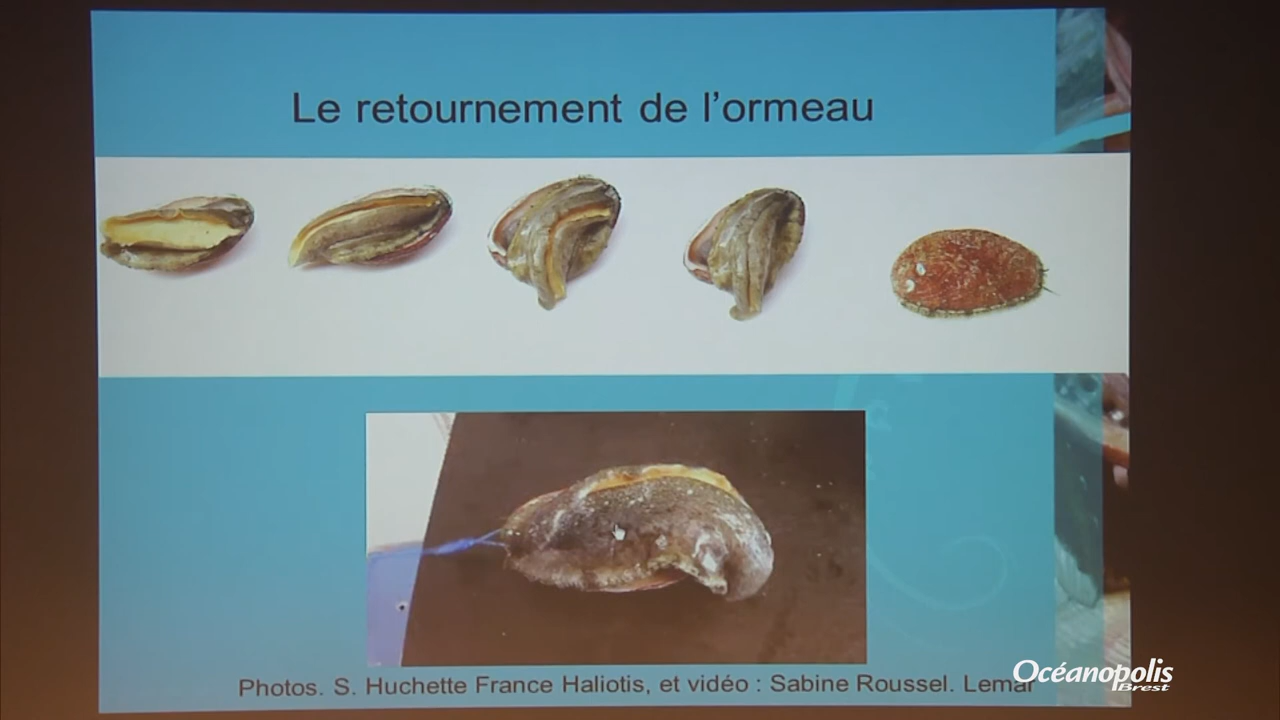 Le retournement de l'ormeau
Photos. S. Huchette France Haliotis, et vidéo : Sabine Roussel. Lemar
Océanopolis
Brest